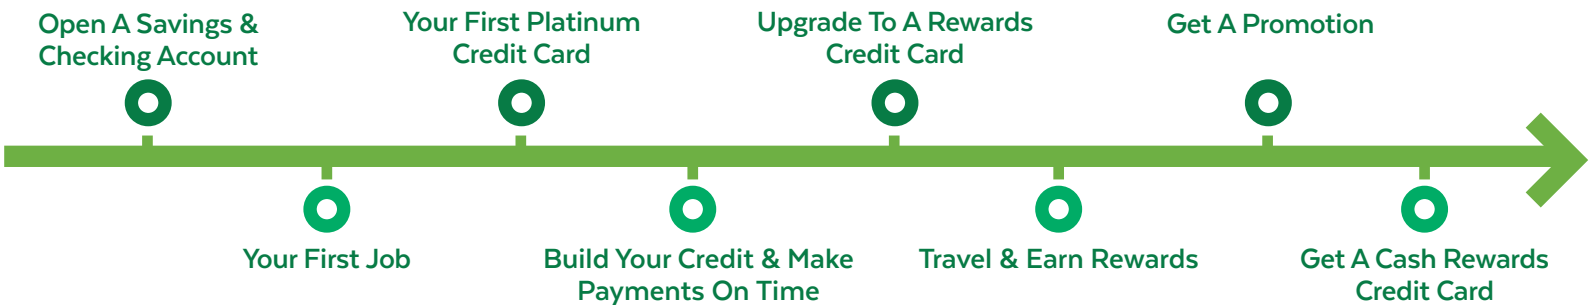 Open A Savings &
Checking Account
Your First Job
Your First Platinum
Credit Card
Build Your Credit & Make
Payments On Time
Upgrade To A Rewards
Credit Card
Travel & Earn Rewards
Get A Promotion
Get A Cash Rewards
Credit Card